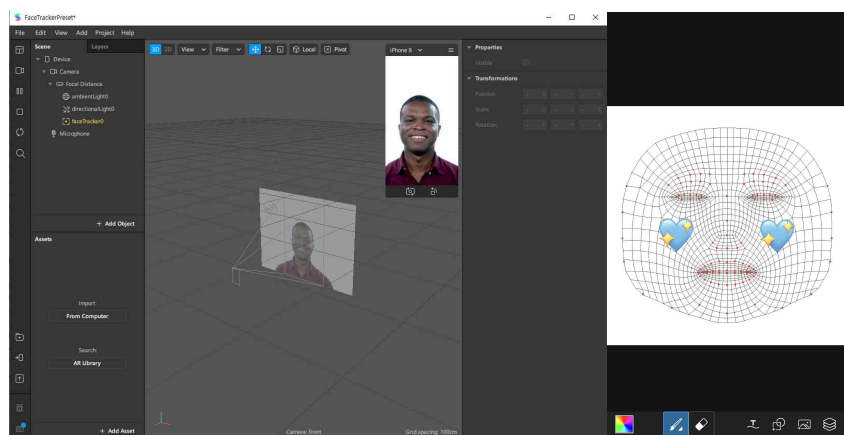 FaceTrackerPreset*
File Edit View Add Project Help
Scene Layers
Device
Camera
Focal Distance
ambientLight0
directionalLight0
faceTracker0
Microphone
+ Add Object
Assets
Import:
From Computer
Search:
AR Library
+ Add Asset
3D 2D View Filter Local Pivot
iPhone 8
Camera: Front Grid spacing: 100cm
Properties
Visible
Transformations
Position
Scale
Rotation